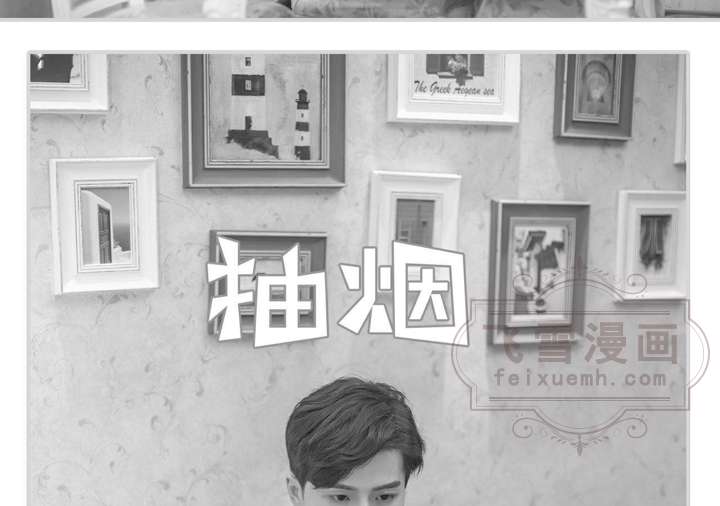 The Greek Aegean sea
抽烟
飞雪漫画
feixuemh.com